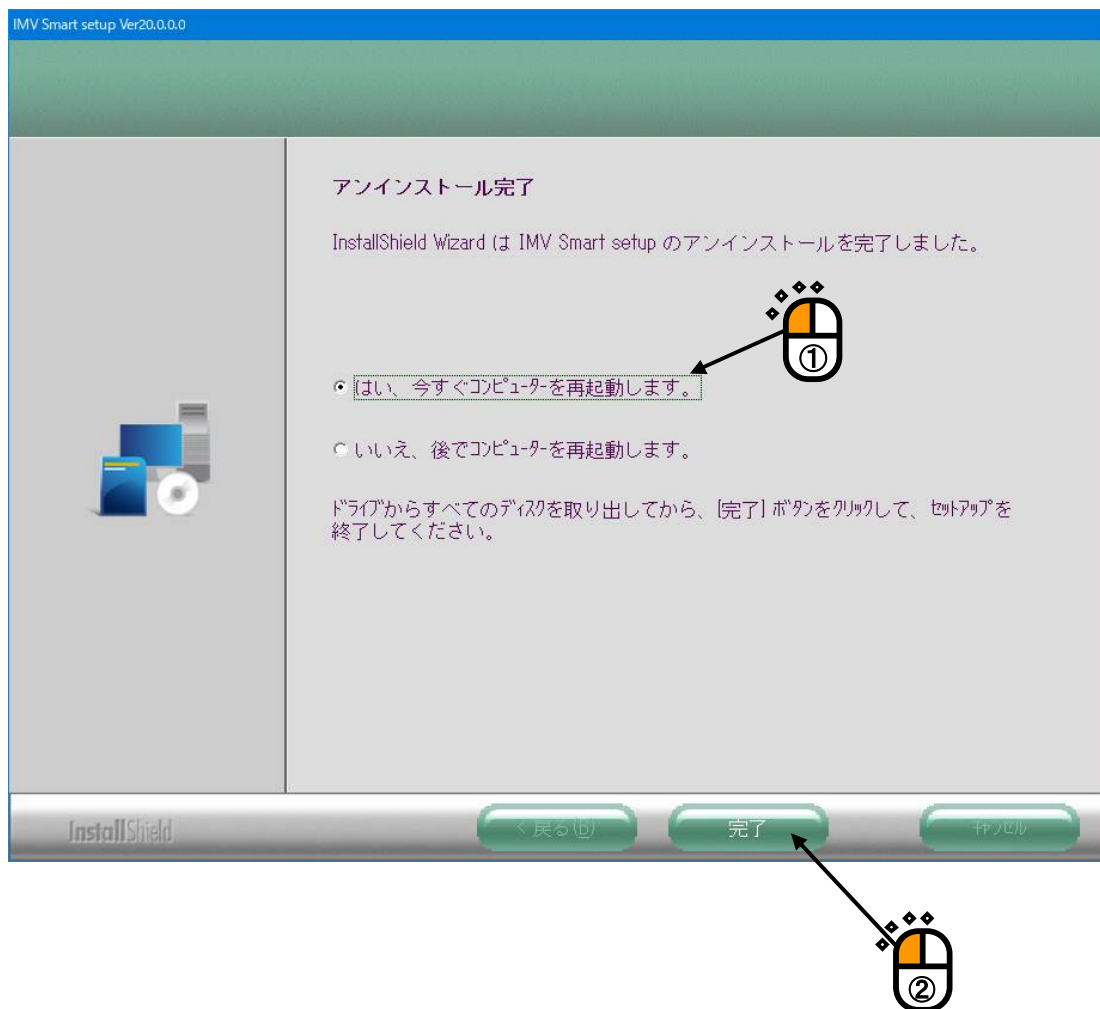 IMV Smart setup Ver20.0.0.0
アンインストール完了
InstallShield Wizard は IMV Smart setup のアンインストールを完了しました。
①
はい、今すぐｺﾝﾋﾟｭｰﾀｰを再起動します。
いいえ、後でｺﾝﾋﾟｭｰﾀｰを再起動します。
ﾄﾞﾗｲﾌﾞからすべてのﾃﾞｨｽｸを取り出してから、[完了] ﾎﾞﾀﾝをｸﾘｯｸして、ｾｯﾄｱｯﾌﾟを
終了してください。
InstallShield
< 戻る(B)
完了
ｷｬﾝｾﾙ
②